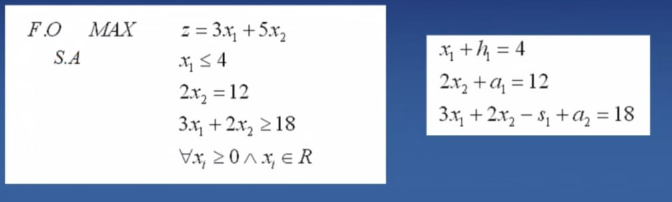 F.O MAX z = 3x₁ + 5x₂
S.A x₁ ≤ 4
2x₂ = 12
3x₁ + 2x₂ ≥ 18
∀xᵢ ≥ 0 ∧ xᵢ ∈ R
x₁ + h₁ = 4
2x₂ + a₁ = 12
3x₁ + 2x₂ − s₁ + a₂ = 18